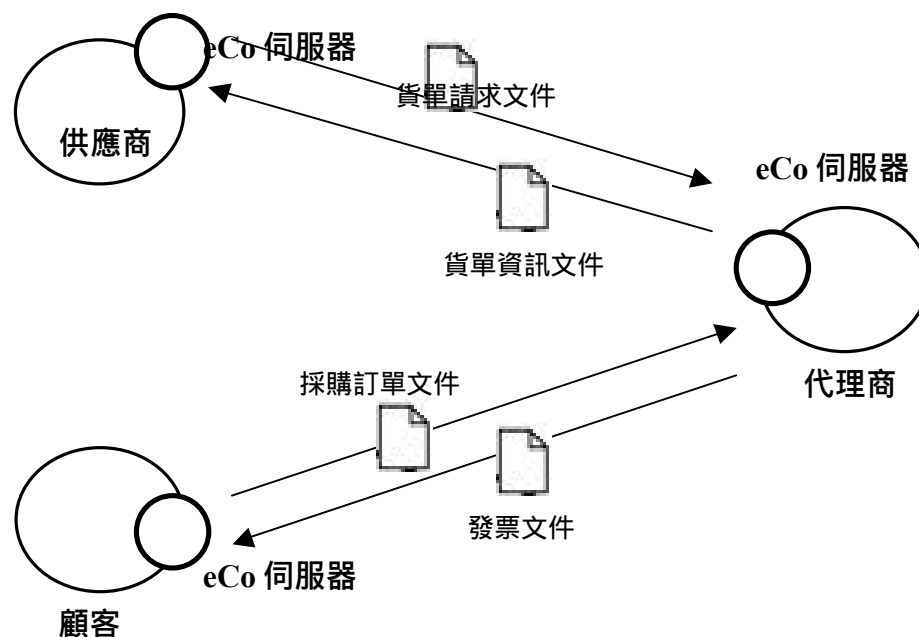 eCo 伺服器
貨單請求文件
供應商
eCo 伺服器
貨單資訊文件
代理商
採購訂單文件
發票文件
eCo 伺服器
顧客